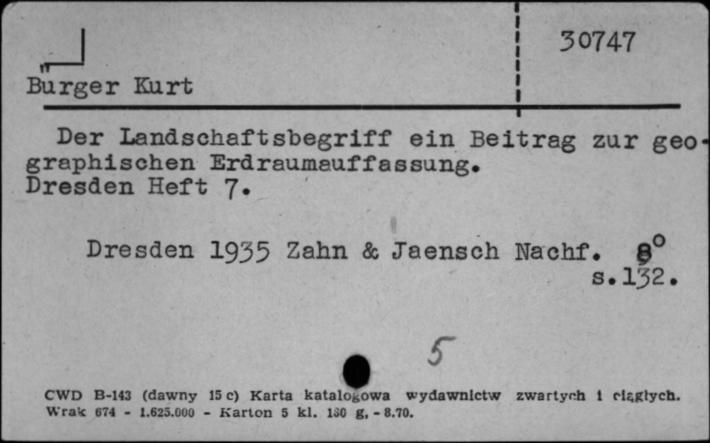 30747
Bürger Kurt
Der Landschaftsbegriff ein Beitrag zur geo-
graphischen Erdraumauffassung.
Dresden Heft 7.
Dresden 1935 Zahn & Jaensch Nachf. 8°
s.132.
5
CWD B-143 (dawny 15 c) Karta katalogowa wydawnictw zwartych i ciągłych.
Wrak 674 - 1.625.000 - Karton 5 kl. 180 g. - 8.70.